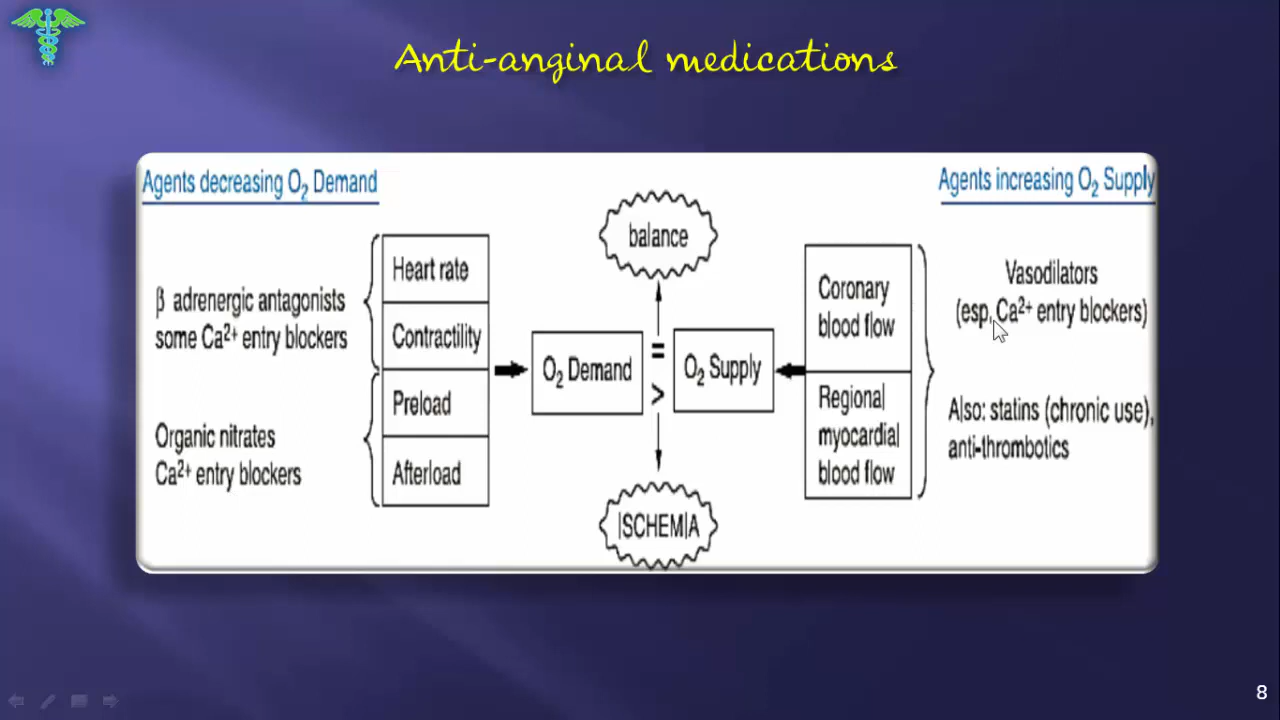 Anti-anginal medications
Agents decreasing O₂ Demand
Agents increasing O₂ Supply
β adrenergic antagonists
some Ca²⁺ entry blockers
Organic nitrates
Ca²⁺ entry blockers
Heart rate
Contractility
Preload
Afterload
O₂ Demand
balance
=
>
ISCHEMIA
O₂ Supply
Coronary
blood flow
Regional
myocardial
blood flow
Vasodilators
(esp. Ca²⁺ entry blockers)
Also: statins (chronic use),
anti-thrombotics
8